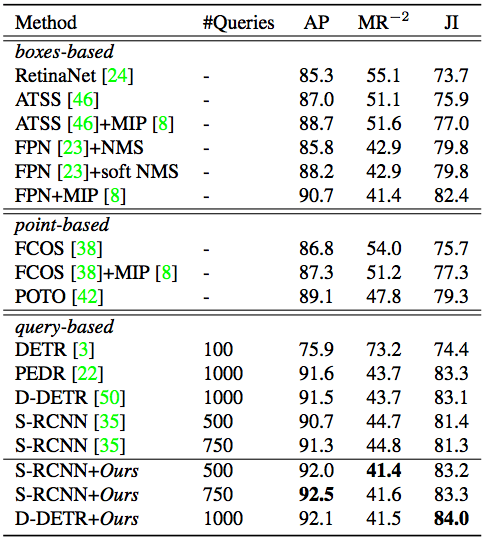 Method #Queries AP MR−2 JI
boxes-based
RetinaNet [24] - 85.3 55.1 73.7
ATSS [46] - 87.0 51.1 75.9
ATSS [46]+MIP [8] - 88.7 51.6 77.0
FPN [23]+NMS - 85.8 42.9 79.8
FPN [23]+soft NMS - 88.2 42.9 79.8
FPN+MIP [8] - 90.7 41.4 82.4
point-based
FCOS [38] - 86.8 54.0 75.7
FCOS [38]+MIP [8] - 87.3 51.2 77.3
POTO [42] - 89.1 47.8 79.3
query-based
DETR [3] 100 75.9 73.2 74.4
PEDR [22] 1000 91.6 43.7 83.3
D-DETR [50] 1000 91.5 43.7 83.1
S-RCNN [35] 500 90.7 44.7 81.4
S-RCNN [35] 750 91.3 44.8 81.3
S-RCNN+Ours 500 92.0 41.4 83.2
S-RCNN+Ours 750 92.5 41.6 83.3
D-DETR+Ours 1000 92.1 41.5 84.0